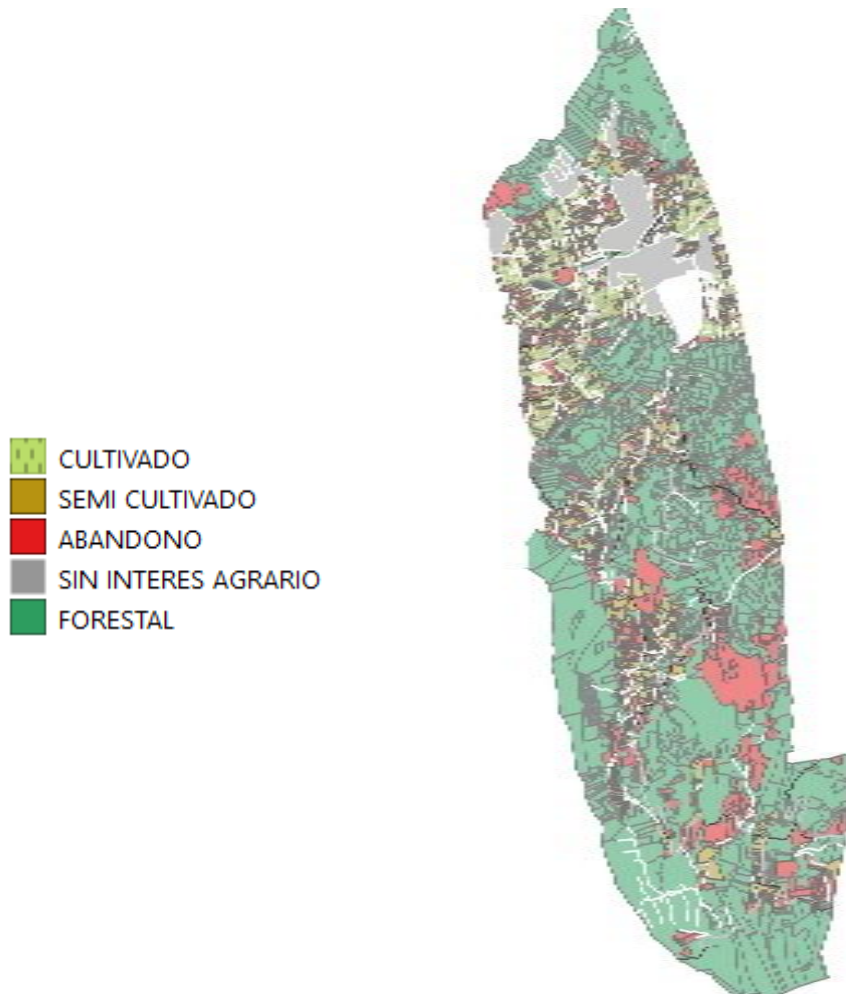 CULTIVADO
SEMI CULTIVADO
ABANDONO
SIN INTERES AGRARIO
FORESTAL